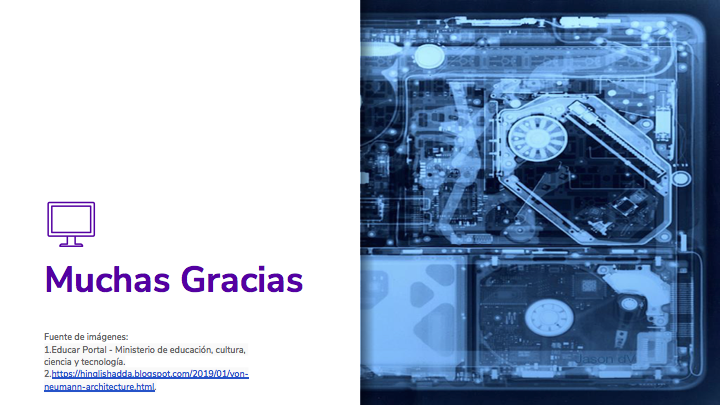 Muchas Gracias
Fuente de imágenes:
1.Educar Portal - Ministerio de educación, cultura,
ciencia y tecnología.
2.https://hinglishadda.blogspot.com/2019/01/von-
neumann-architecture.html.